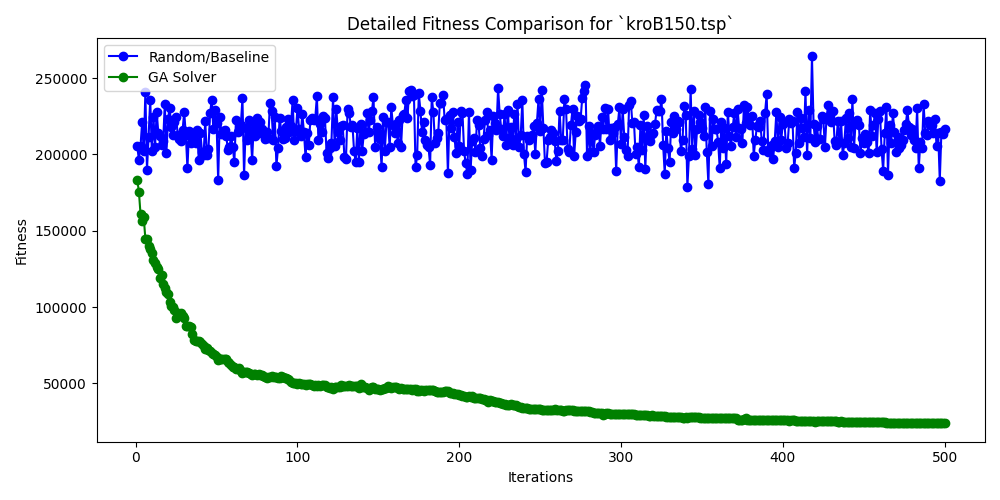 Detailed Fitness Comparison for `kroB150.tsp`
Random/Baseline
GA Solver
250000
200000
150000
100000
50000
Fitness
0 100 200 300 400 500
Iterations